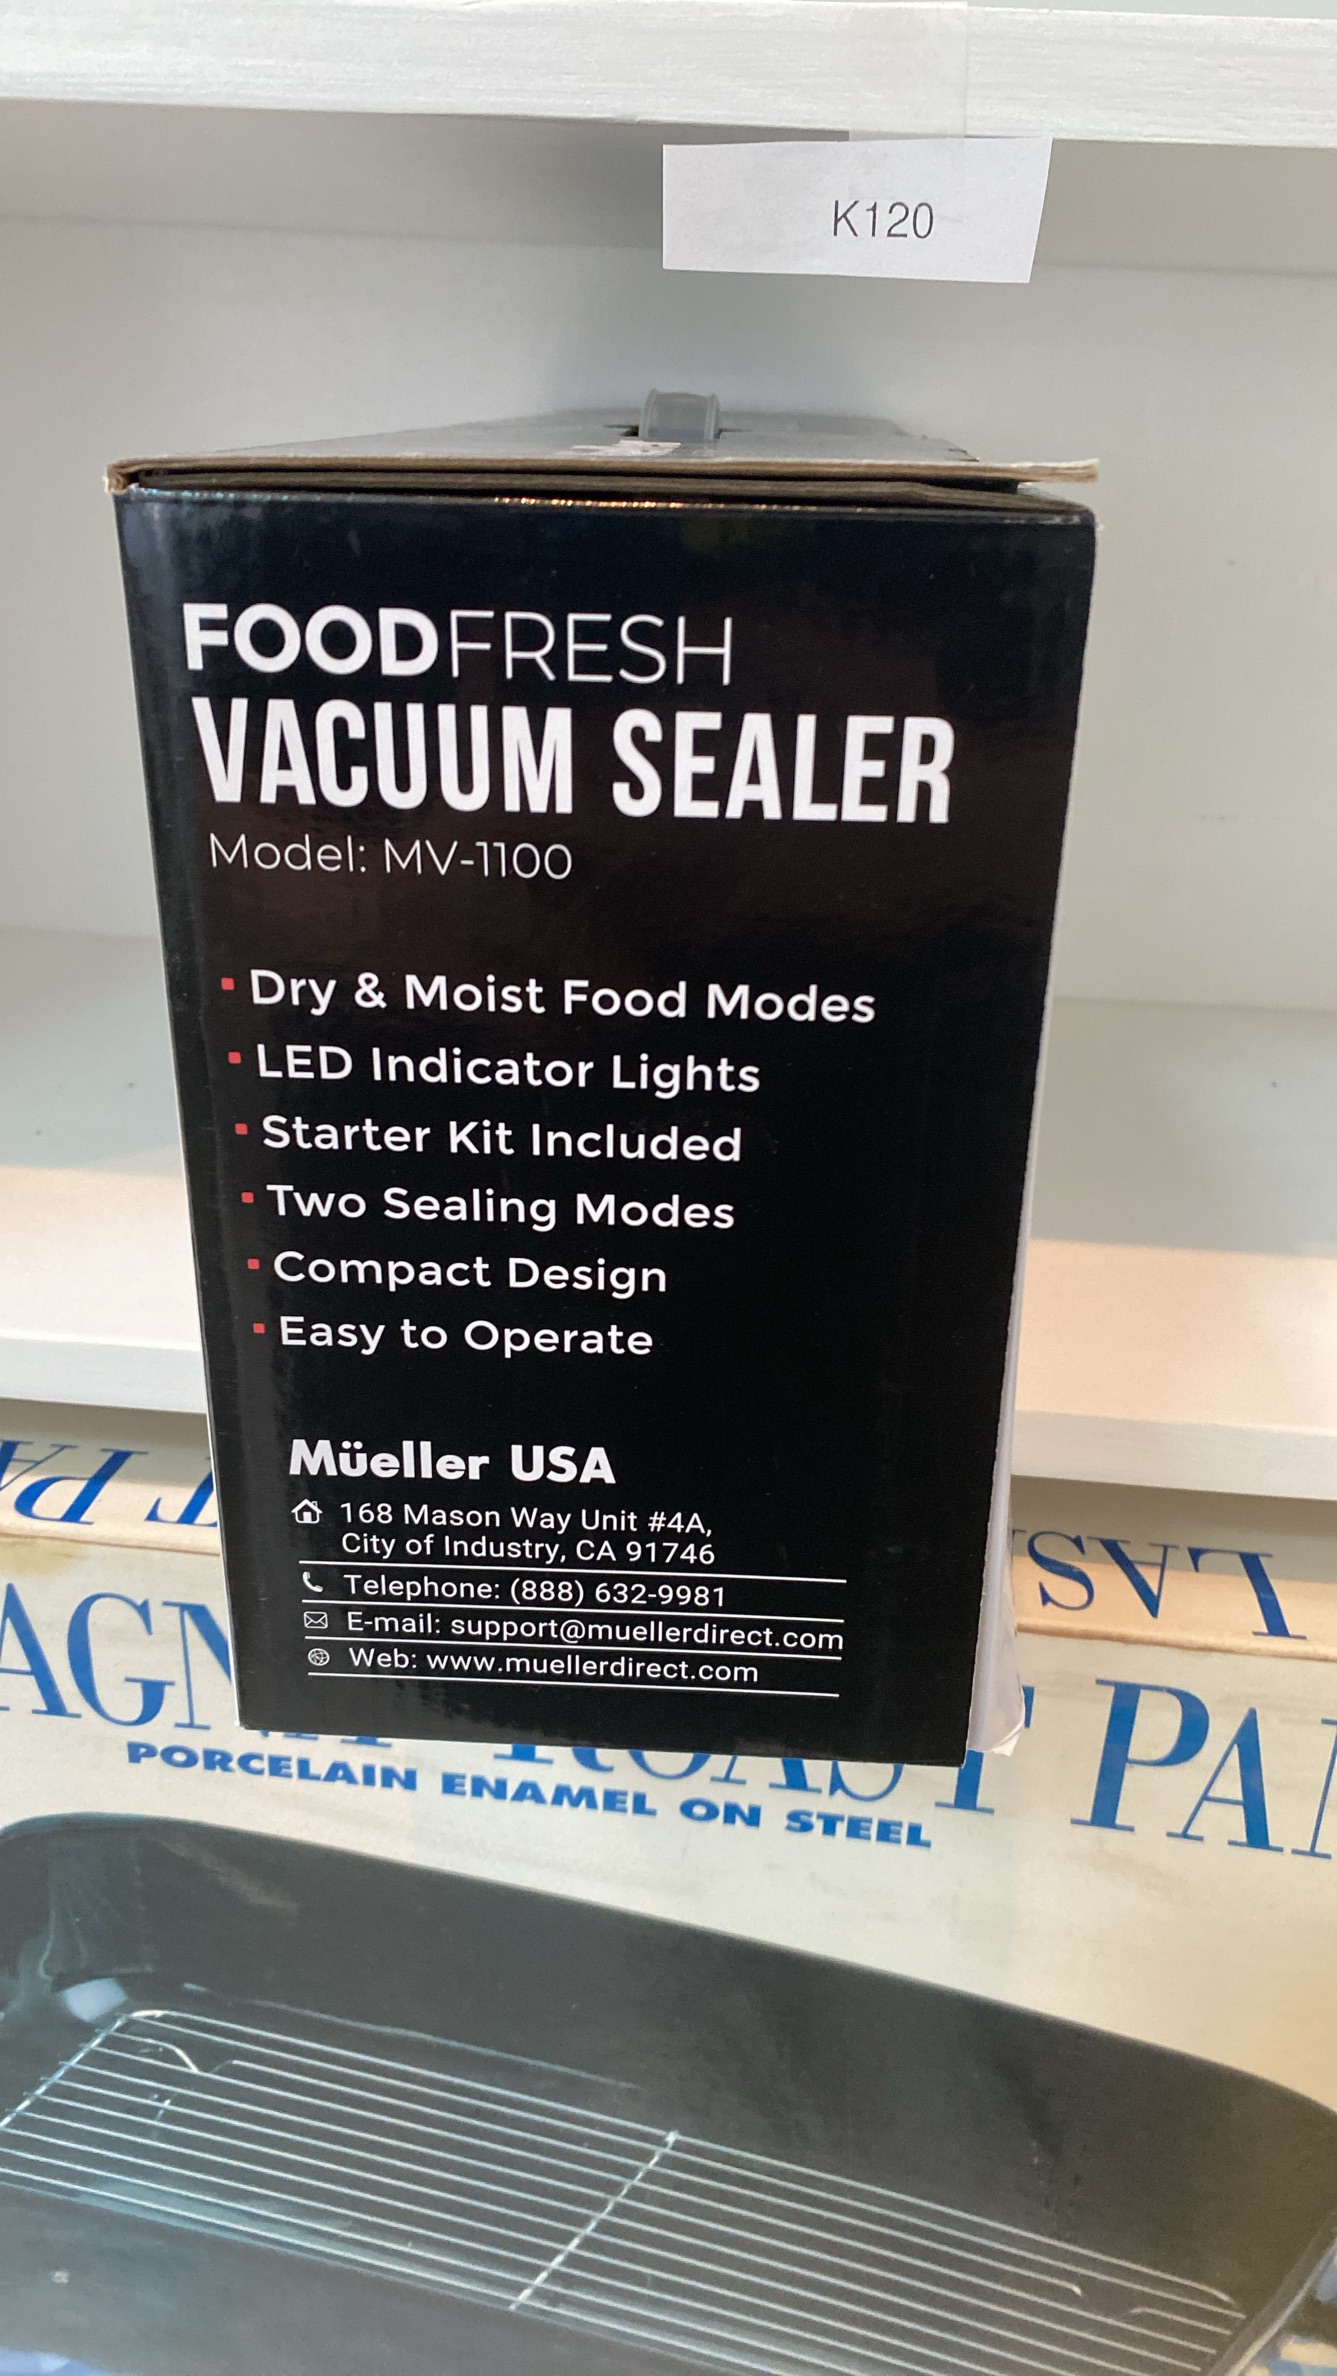 K120
FOODFRESH
VACUUM SEALER
Model: MV-1100
▪ Dry & Moist Food Modes
▪ LED Indicator Lights
▪ Starter Kit Included
▪ Two Sealing Modes
▪ Compact Design
▪ Easy to Operate
Müeller USA
168 Mason Way Unit #4A,
City of Industry, CA 91746
Telephone: (888) 632-9981
E-mail: support@muellerdirect.com
Web: www.muellerdirect.com
PORCELAIN ENAMEL ON STEEL